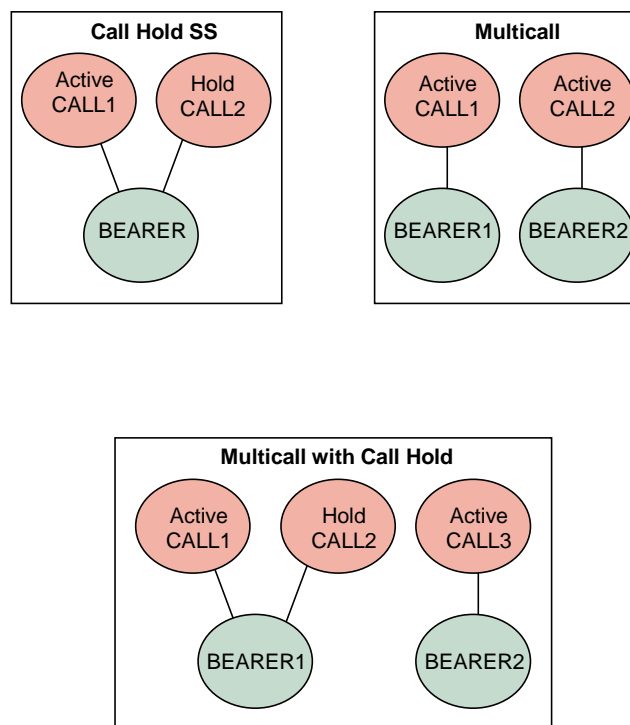 Call Hold SS
Active
CALL1
Hold
CALL2
BEARER
Multicall
Active
CALL1
Active
CALL2
BEARER1
BEARER2
Multicall with Call Hold
Active
CALL1
Hold
CALL2
Active
CALL3
BEARER1
BEARER2